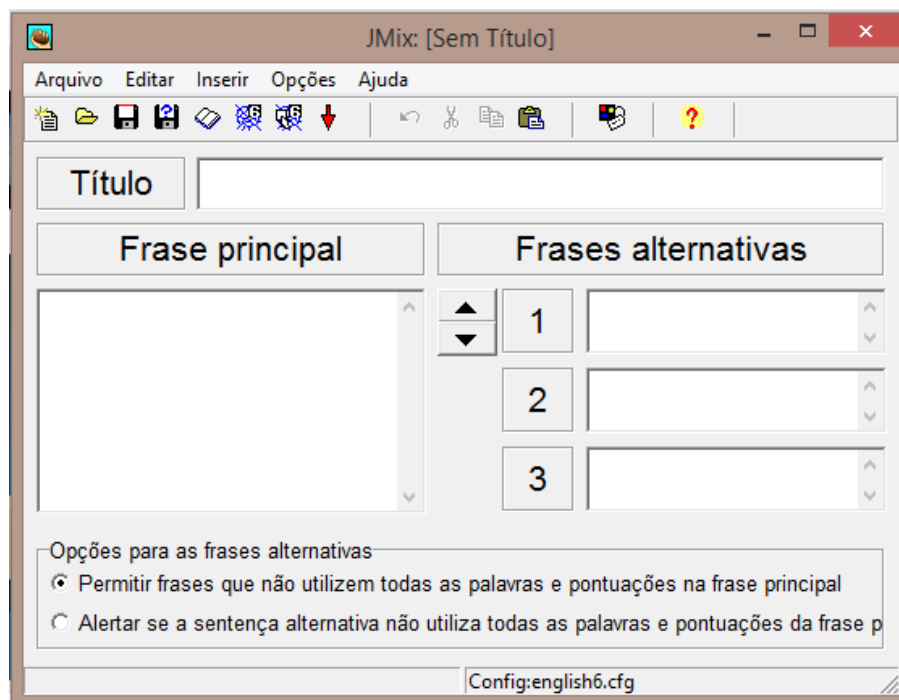 JMix: [Sem Título]
Arquivo Editar Inserir Opções Ajuda
Título
Frase principal Frases alternativas
1
2
3
Opções para as frases alternativas
Permitir frases que não utilizem todas as palavras e pontuações na frase principal
Alertar se a sentença alternativa não utiliza todas as palavras e pontuações da frase p
Config:english6.cfg